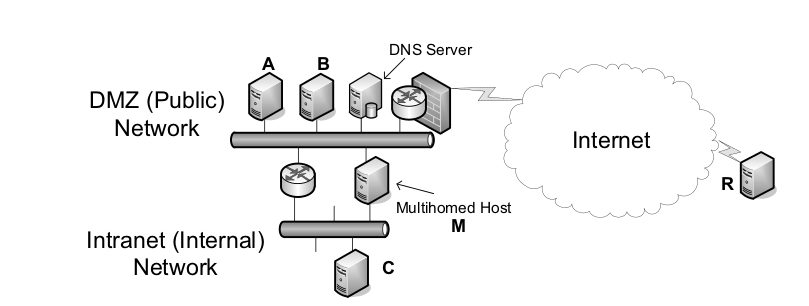 DNS Server
A
B
DMZ (Public)
Network
Internet
R
Multihomed Host
M
Intranet (Internal)
Network
C